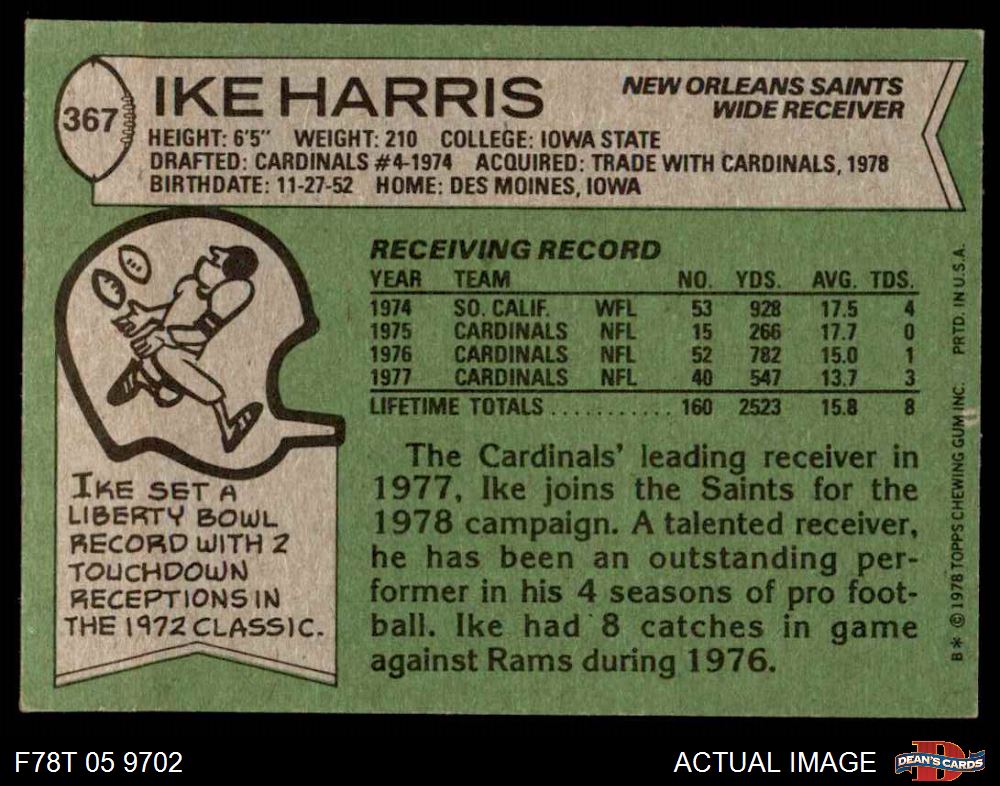 367
IKE HARRIS
NEW ORLEANS SAINTS
WIDE RECEIVER
HEIGHT: 6'5" WEIGHT: 210 COLLEGE: IOWA STATE
DRAFTED: CARDINALS #4-1974 ACQUIRED: TRADE WITH CARDINALS, 1978
BIRTHDATE: 11-27-52 HOME: DES MOINES, IOWA
RECEIVING RECORD
YEAR TEAM NO. YDS. AVG. TDS.
1974 SO. CALIF. WFL 53 928 17.5 4
1975 CARDINALS NFL 15 266 17.7 0
1976 CARDINALS NFL 52 782 15.0 1
1977 CARDINALS NFL 40 547 13.7 3
LIFETIME TOTALS ........... 160 2523 15.8 8
IKE SET A
LIBERTY BOWL
RECORD WITH 2
TOUCHDOWN
RECEPTIONS IN
THE 1972 CLASSIC.
The Cardinals' leading receiver in
1977, Ike joins the Saints for the
1978 campaign. A talented receiver,
he has been an outstanding per-
former in his 4 seasons of pro foot-
ball. Ike had 8 catches in game
against Rams during 1976.
B* © 1978 TOPPS CHEWING GUM INC. PRTD. IN U.S.A.
F78T 05 9702
ACTUAL IMAGE
D
DEAN'S CARDS